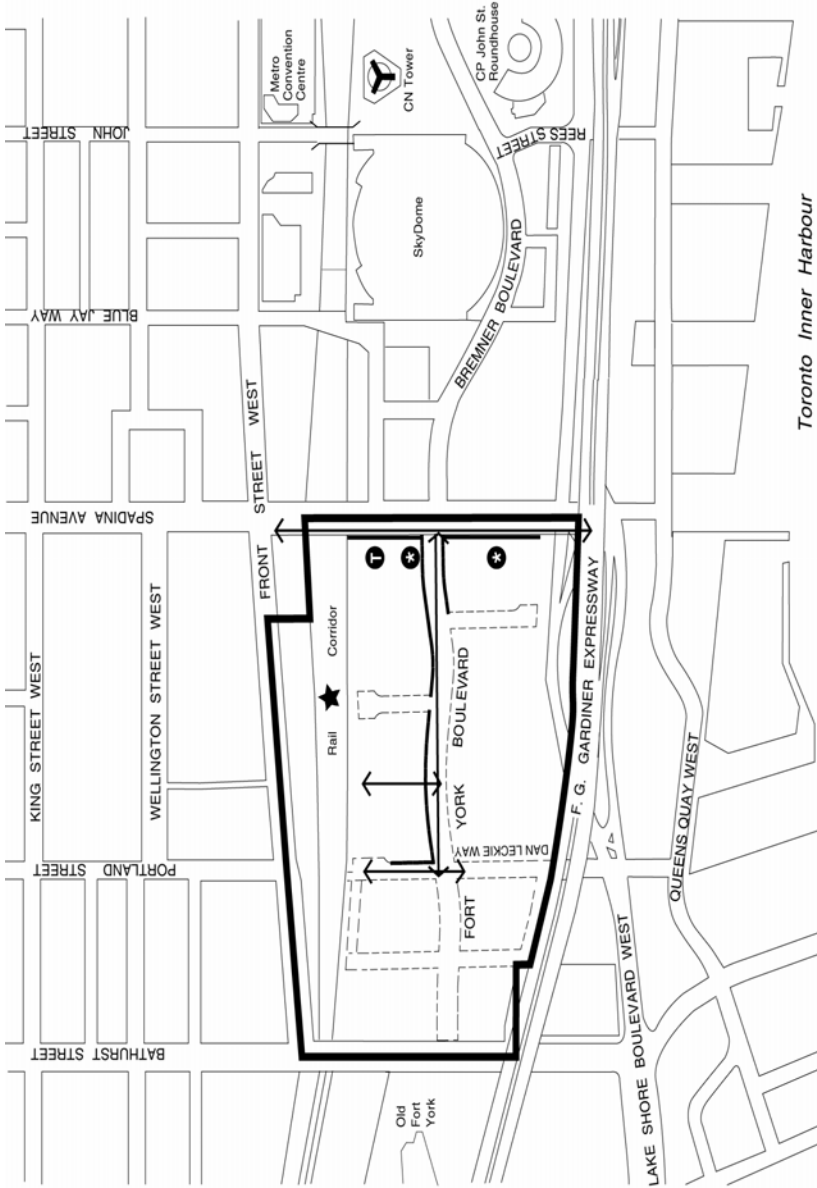 KING STREET WEST
WELLINGTON STREET WEST
FRONT STREET WEST
BATHURST STREET
PORTLAND STREET
SPADINA AVENUE
BLUE JAY WAY
JOHN STREET
Metro
Convention
Centre
CN Tower
CP John St.
Roundhouse
SkyDome
REES STREET
BREMNER BOULEVARD
Rail Corridor
T
*
*
FORT YORK BOULEVARD
DAN LECKIE WAY
Old
Fort
York
F. G. GARDINER EXPRESSWAY
LAKE SHORE BOULEVARD WEST
QUEENS QUAY WEST
Toronto Inner Harbour